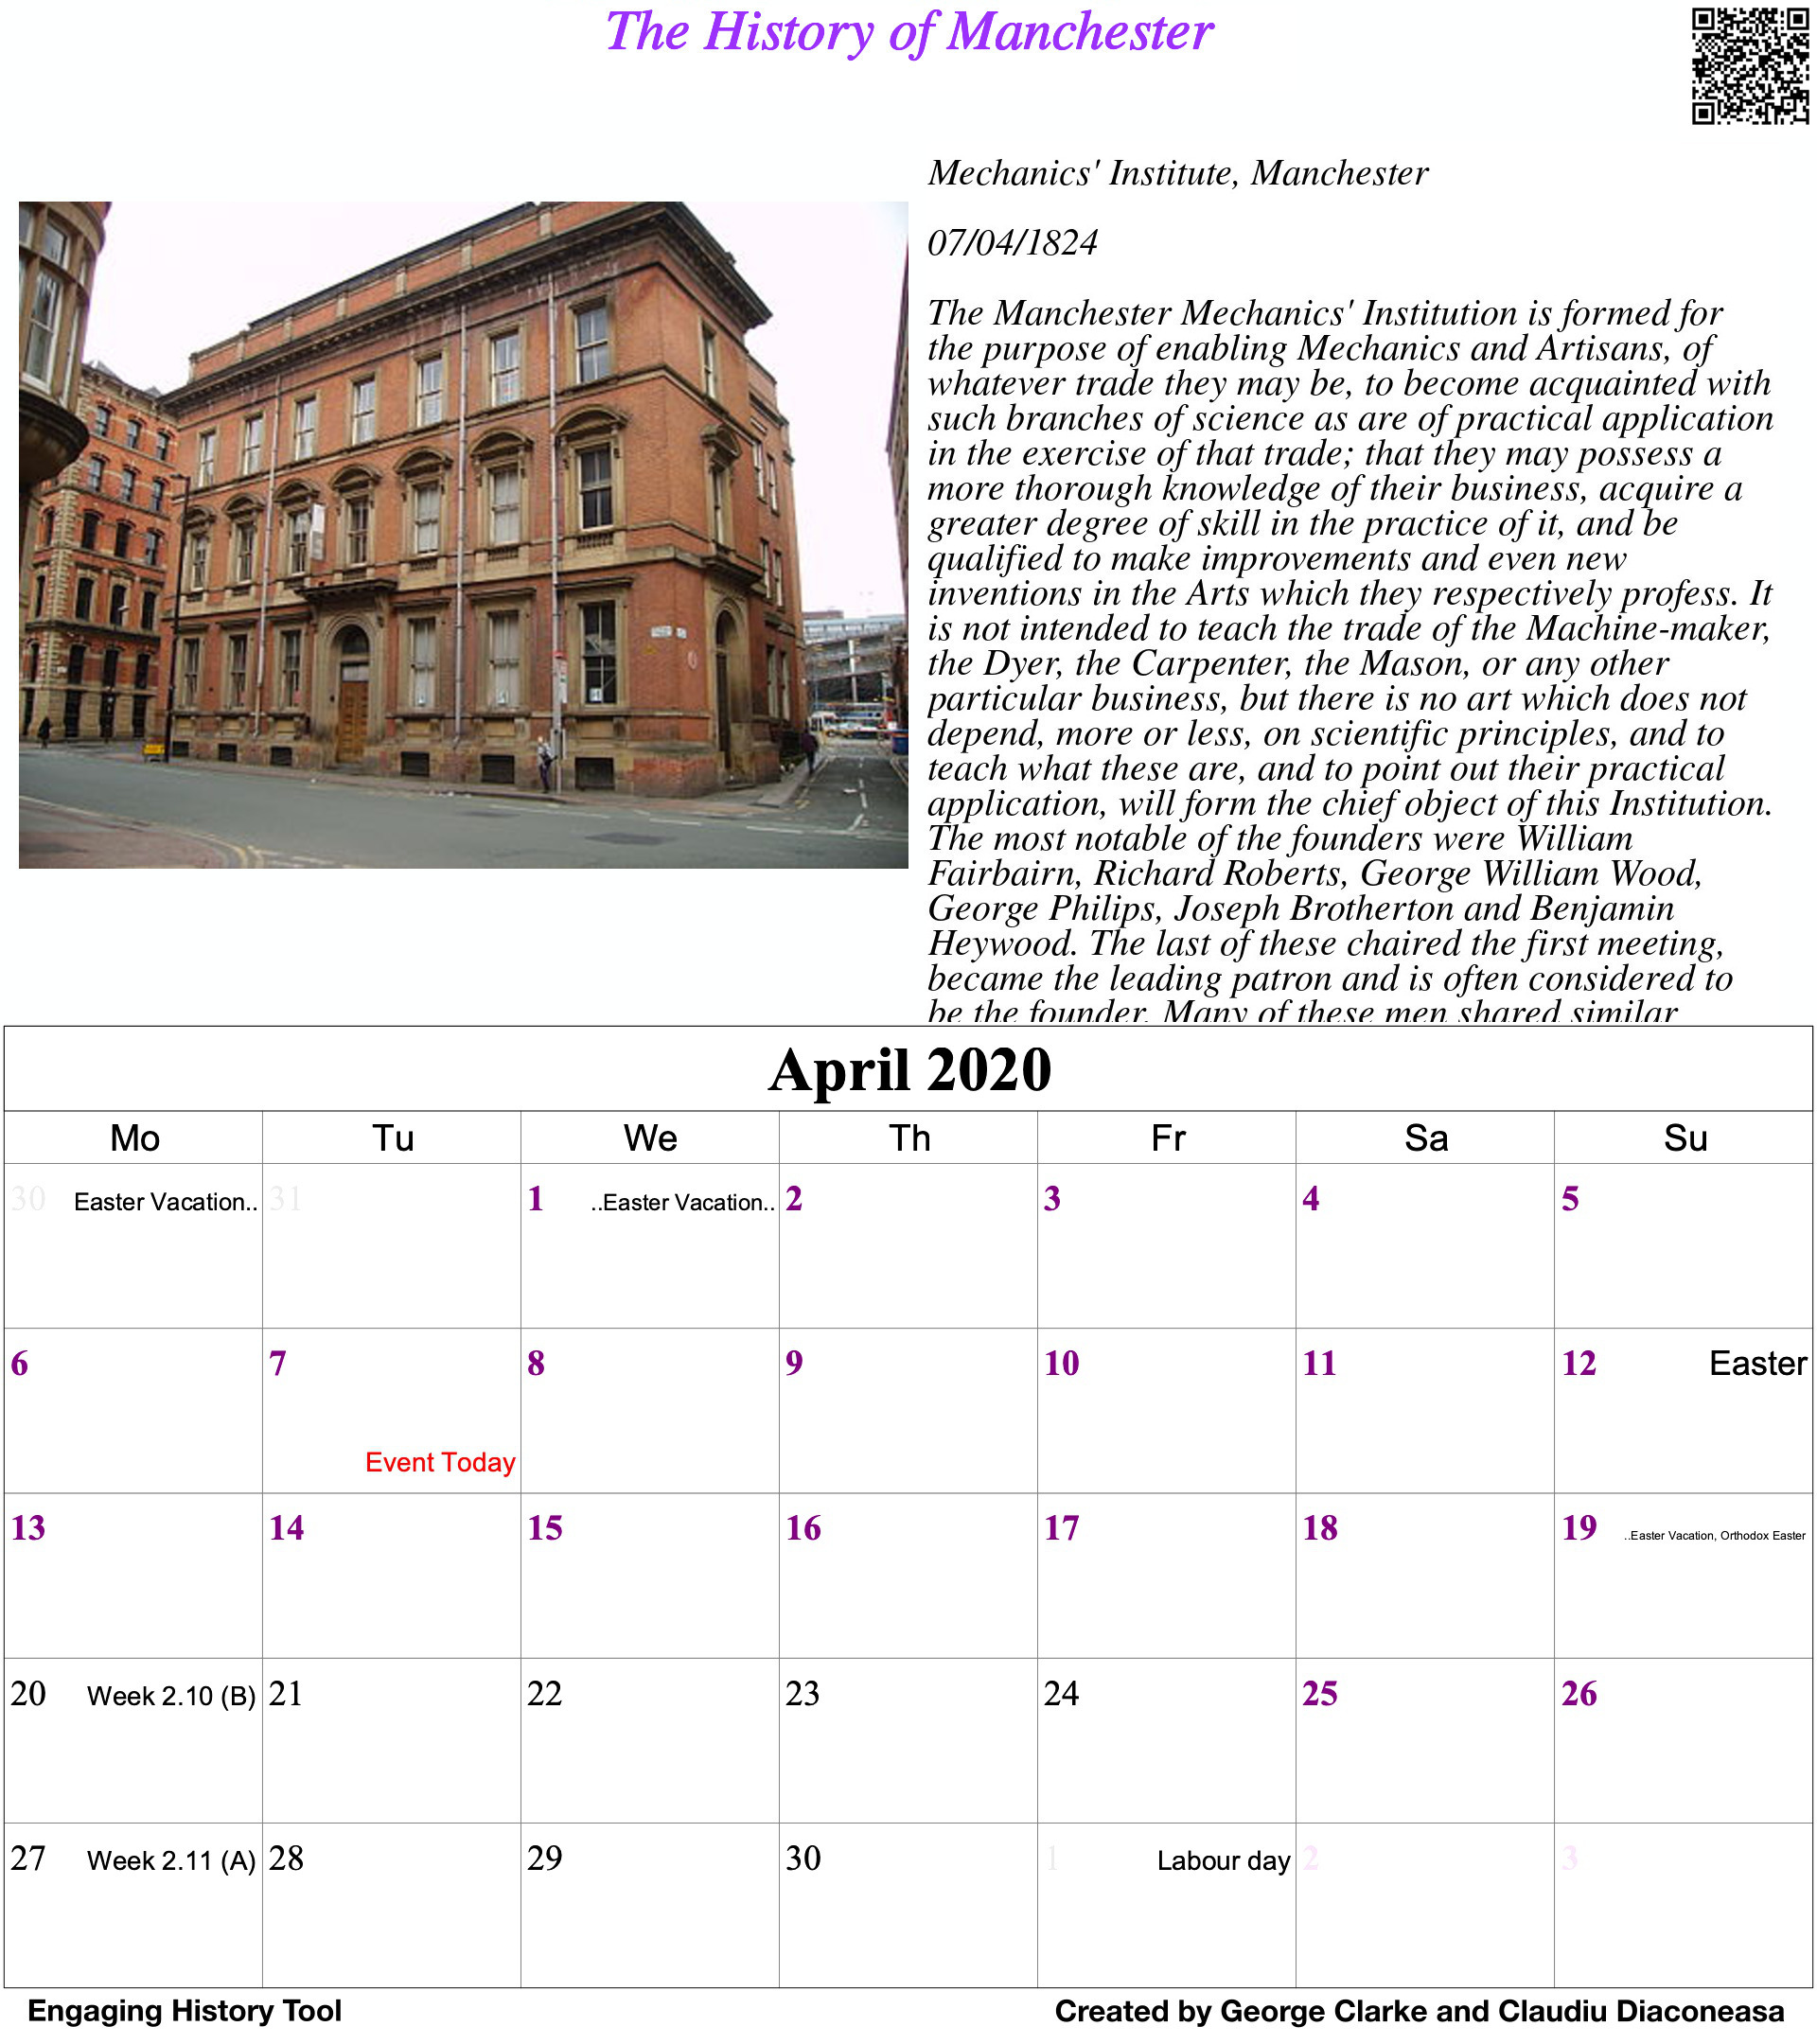 The History of Manchester
Mechanics' Institute, Manchester
07/04/1824
The Manchester Mechanics' Institution is formed for
the purpose of enabling Mechanics and Artisans, of
whatever trade they may be, to become acquainted with
such branches of science as are of practical application
in the exercise of that trade; that they may possess a
more thorough knowledge of their business, acquire a
greater degree of skill in the practice of it, and be
qualified to make improvements and even new
inventions in the Arts which they respectively profess. It
is not intended to teach the trade of the Machine-maker,
the Dyer, the Carpenter, the Mason, or any other
particular business, but there is no art which does not
depend, more or less, on scientific principles, and to
teach what these are, and to point out their practical
application, will form the chief object of this Institution.
The most notable of the founders were William
Fairbairn, Richard Roberts, George William Wood,
George Philips, Joseph Brotherton and Benjamin
Heywood. The last of these chaired the first meeting,
became the leading patron and is often considered to
be the founder. Many of these men shared similar
April 2020
Mo Tu We Th Fr Sa Su
30 Easter Vacation.. 31 1 ..Easter Vacation.. 2 3 4 5
6 7 8 9 10 11 12 Easter
Event Today
13 14 15 16 17 18 19 ..Easter Vacation, Orthodox Easter
20 Week 2.10 (B) 21 22 23 24 25 26
27 Week 2.11 (A) 28 29 30 1 Labour day 2 3
Engaging History Tool Created by George Clarke and Claudiu Diaconeasa